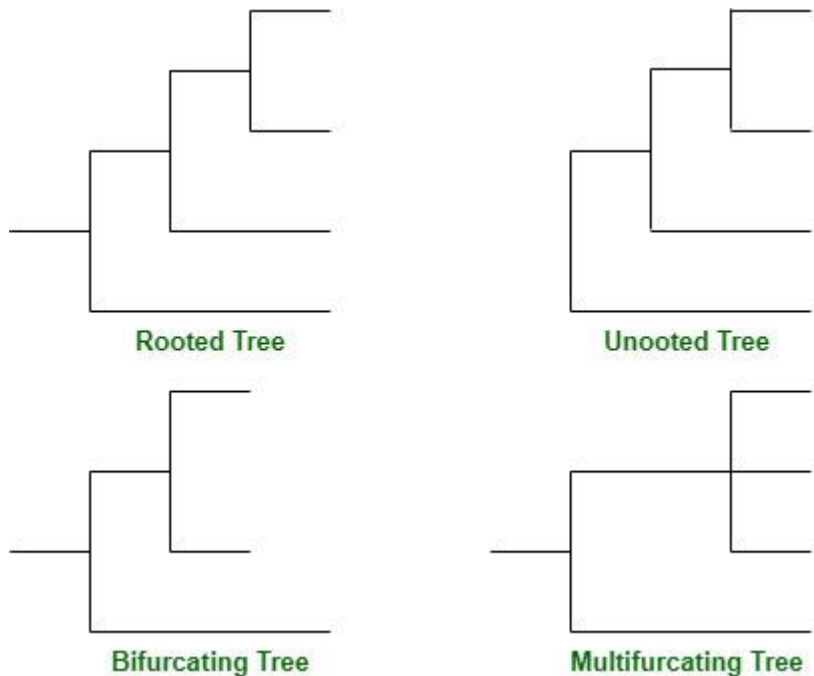 Rooted Tree
Unooted Tree
Bifurcating Tree
Multifurcating Tree